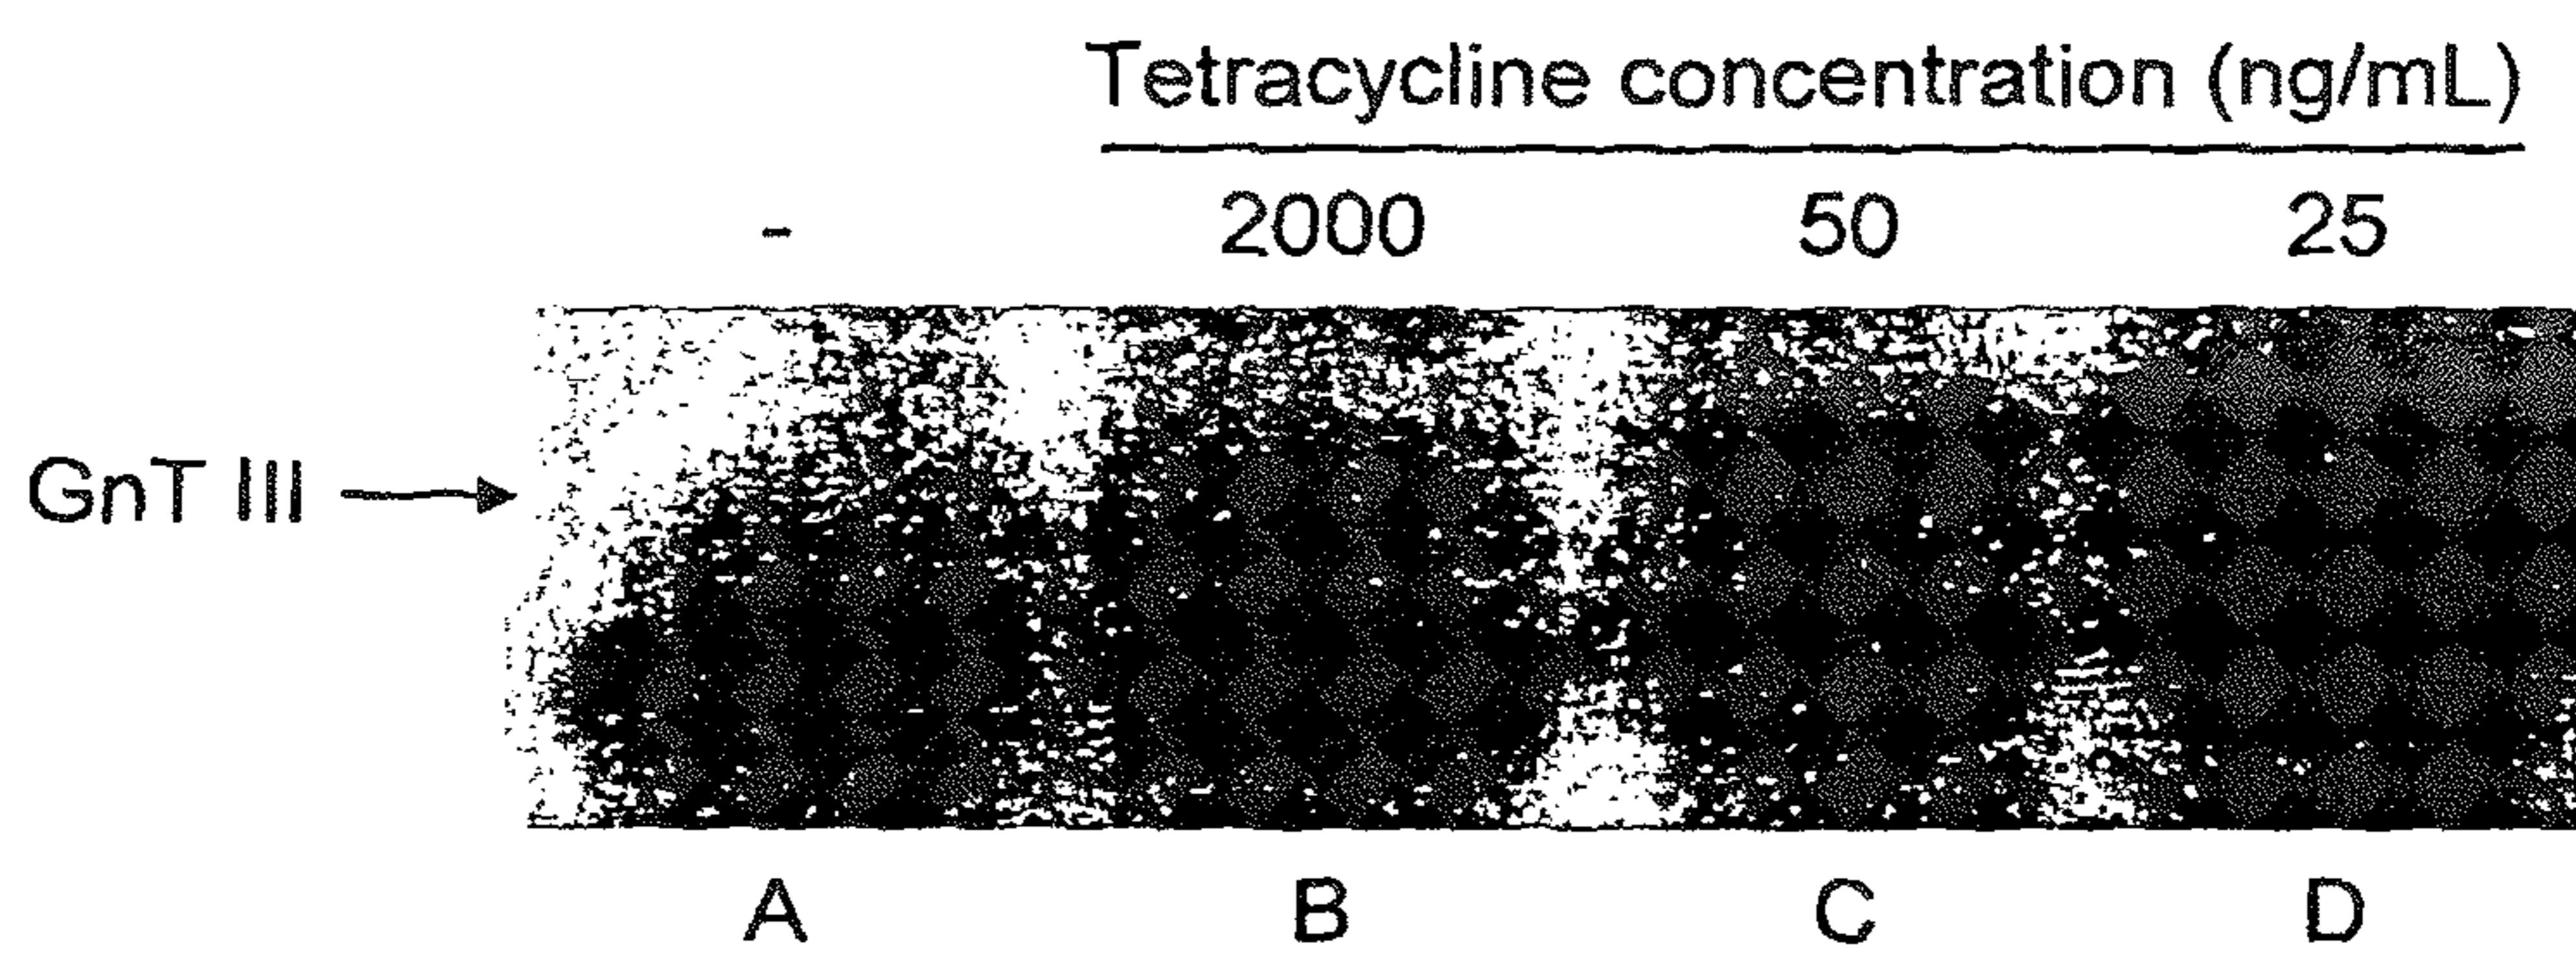 Tetracycline concentration (ng/mL)
- 2000 50 25
GnT III
A B C D